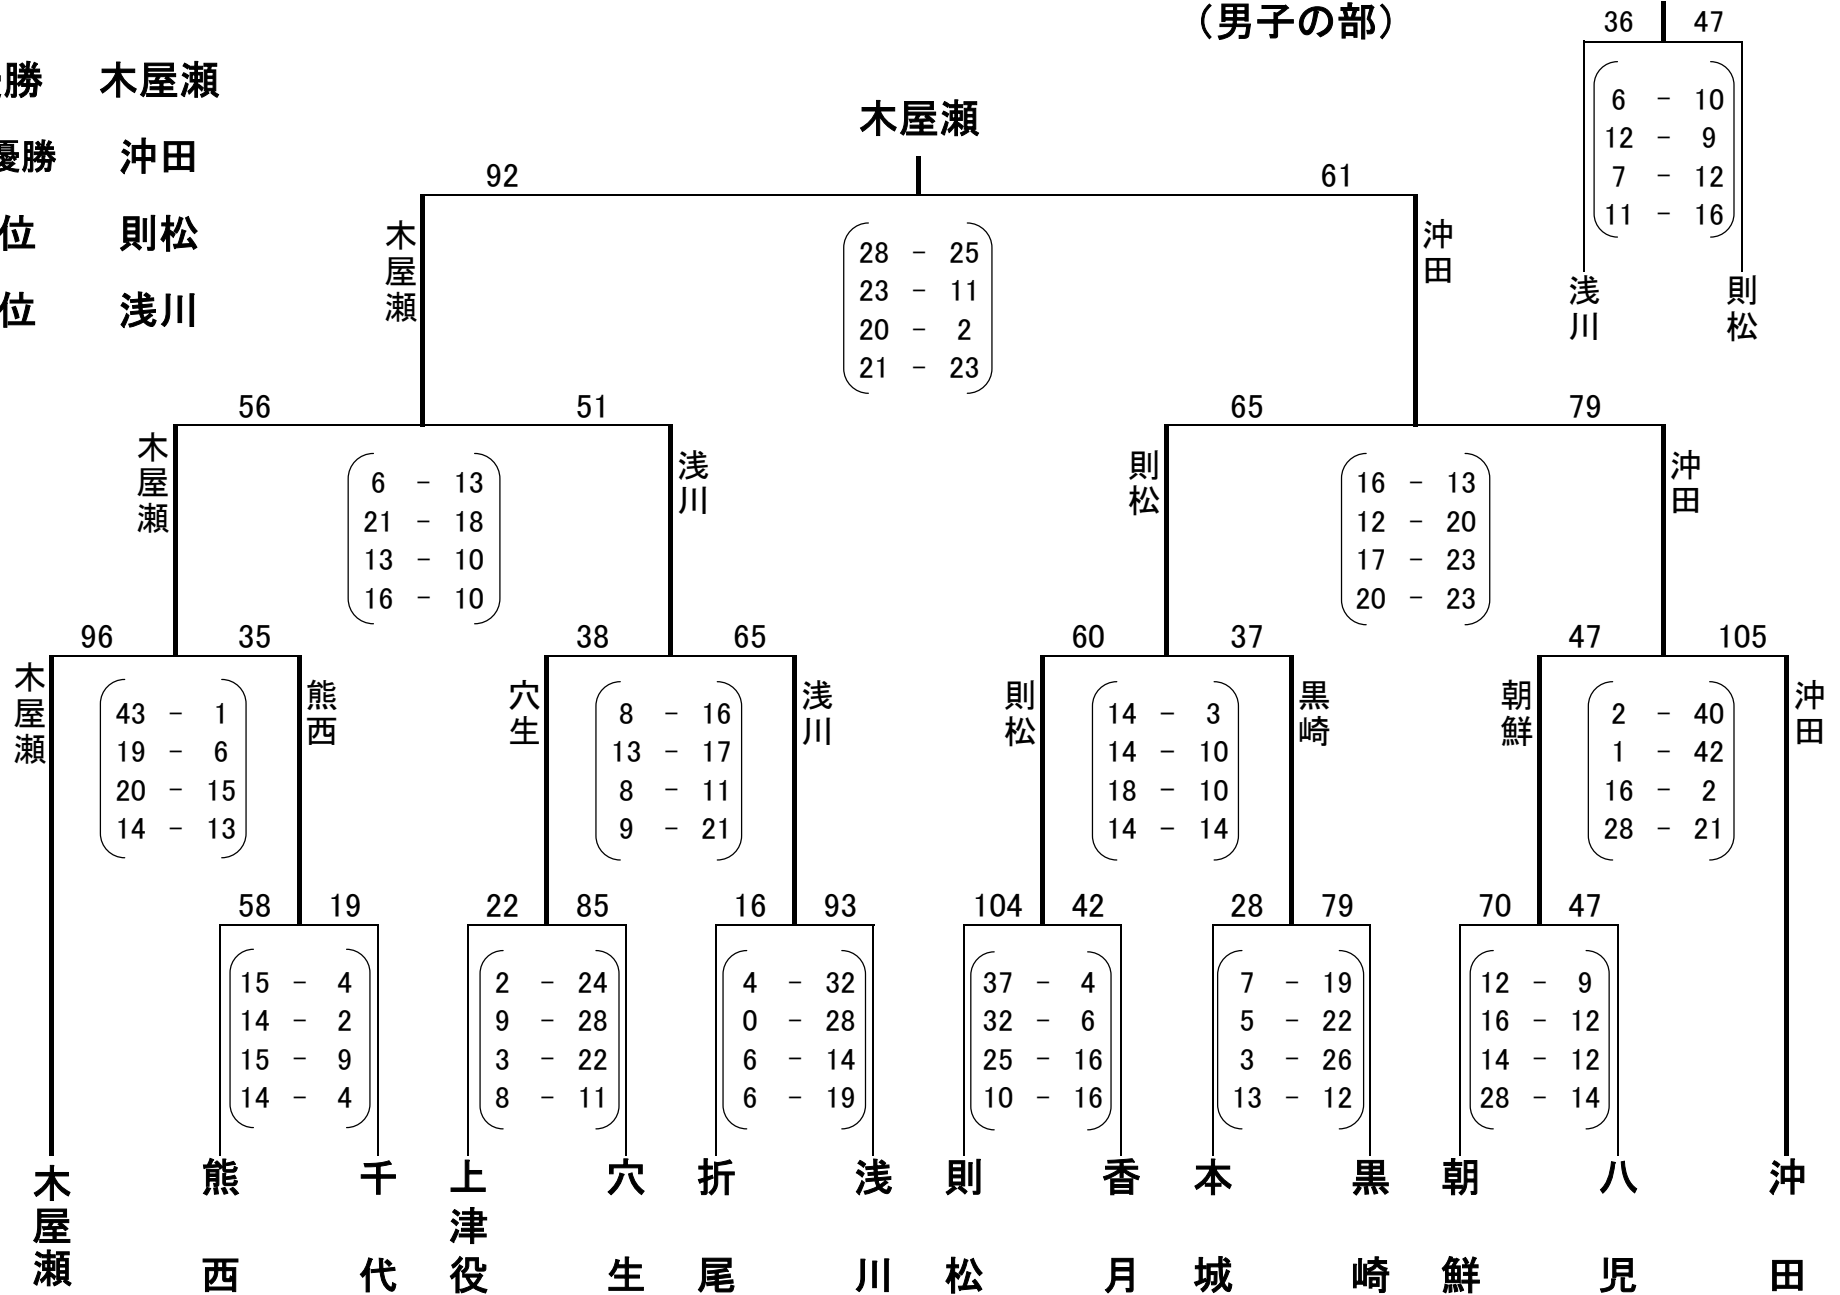 （男子の部）
36 47
勝 木屋瀬
6 - 10
12 - 9
7 - 12
11 - 16
木屋瀬
優勝 沖田
92 61
位 則松
木屋瀬
沖田
28 - 25
23 - 11
20 - 2
21 - 23
浅川
則松
位 浅川
56 51 65 79
木屋瀬
浅川
則松
沖田
6 - 13
21 - 18
13 - 10
16 - 10
16 - 13
12 - 20
17 - 23
20 - 23
96 35 38 65 60 37 47 105
木屋瀬
熊西
穴生
浅川
則松
黒崎
朝鮮
沖田
43 - 1
19 - 6
20 - 15
14 - 13
8 - 16
13 - 17
8 - 11
9 - 21
14 - 3
14 - 10
18 - 10
14 - 14
2 - 40
1 - 42
16 - 2
28 - 21
58 19 22 85 16 93 104 42 28 79 70 47
15 - 4
14 - 2
15 - 9
14 - 4
2 - 24
9 - 28
3 - 22
8 - 11
4 - 32
0 - 28
6 - 14
6 - 19
37 - 4
32 - 6
25 - 16
10 - 16
7 - 19
5 - 22
3 - 26
13 - 12
12 - 9
16 - 12
14 - 12
28 - 14
木屋瀬
熊西
千代
上津役
穴生
折尾
浅川
則松
香月
本城
黒崎
朝鮮
八児
沖田